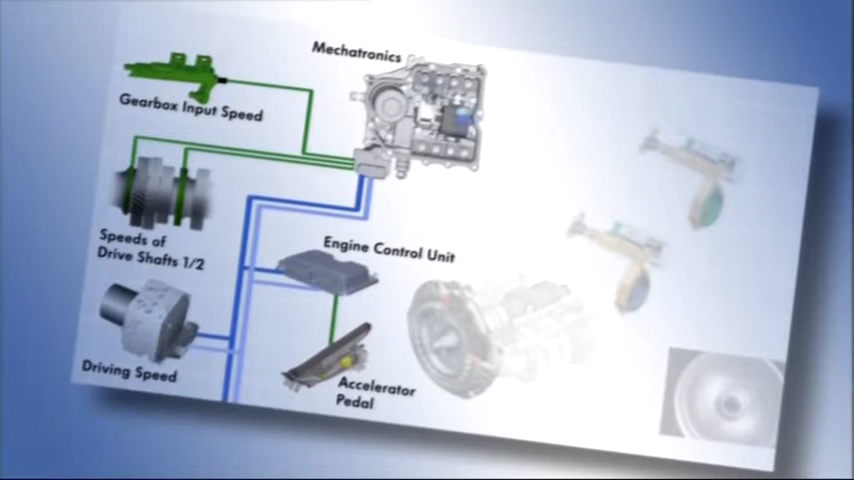 Mechatronics
Gearbox Input Speed
Speeds of
Drive Shafts 1/2
Engine Control Unit
Driving Speed
Accelerator
Pedal